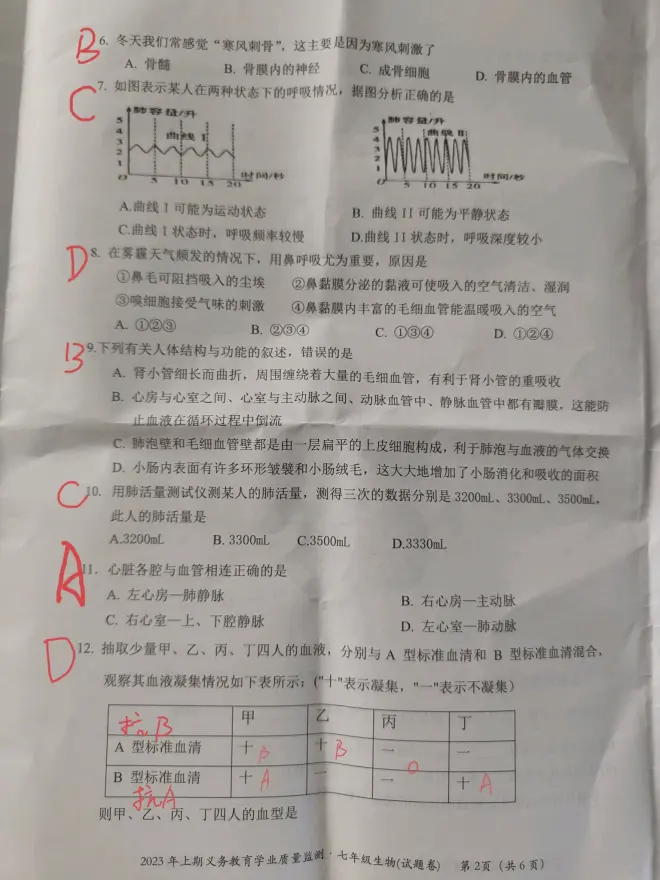 B 6. 冬天我们常感觉“寒风刺骨”，这主要是因为寒风刺激了
A. 骨髓 B. 骨膜内的神经 C. 成骨细胞 D. 骨膜内的血管
C 7. 如图表示某人在两种状态下的呼吸情况，据图分析正确的是
肺容量/升 肺容量/升
5 4 3 2 1 0 曲线 I 5 10 15 20 时间/秒
5 4 3 2 1 0 曲线 II 5 10 15 20 时间/秒
A.曲线 I 可能为运动状态 B. 曲线 II 可能为平静状态
C.曲线 I 状态时，呼吸频率较慢 D.曲线 II 状态时，呼吸深度较小
D 8. 在雾霾天气频发的情况下，用鼻呼吸尤为重要，原因是
①鼻毛可阻挡吸入的尘埃 ②鼻黏膜分泌的黏液可使吸入的空气清洁、湿润
③嗅细胞接受气味的刺激 ④鼻黏膜内丰富的毛细血管能温暖吸入的空气
A. ①②③ B. ②③④ C. ①③④ D. ①②④
B 9.下列有关人体结构与功能的叙述，错误的是
A. 肾小管细长而曲折，周围缠绕着大量的毛细血管，有利于肾小管的重吸收
B. 心房与心室之间、心室与主动脉之间、动脉血管中、静脉血管中都有瓣膜，这能防
止血液在循环过程中倒流
C. 肺泡壁和毛细血管壁都是由一层扁平的上皮细胞构成，利于肺泡与血液的气体交换
D. 小肠内表面有许多环形皱襞和小肠绒毛，这大大地增加了小肠消化和吸收的面积
C 10. 用肺活量测试仪测某人的肺活量，测得三次的数据分别是 3200mL、3300mL、3500mL，
此人的肺活量是
A.3200mL B. 3300mL C.3500mL D.3330mL
A 11. 心脏各腔与血管相连正确的是
A. 左心房—肺静脉 B. 右心房—主动脉
C. 右心室—上、下腔静脉 D. 左心室—肺动脉
D 12. 抽取少量甲、乙、丙、丁四人的血液，分别与 A 型标准血清和 B 型标准血清混合，
观察其血液凝集情况如下表所示：("十"表示凝集，"一"表示不凝集）
抗B 甲 乙 丙 丁
A 型标准血清 十 B 十 B 一 一
B 型标准血清 十 A 一 一 O 十 A
抗A
则甲、乙、丙、丁四人的血型是
2023 年上期义务教育学业质量监测·七年级生物(试题卷) 第2页（共6页）